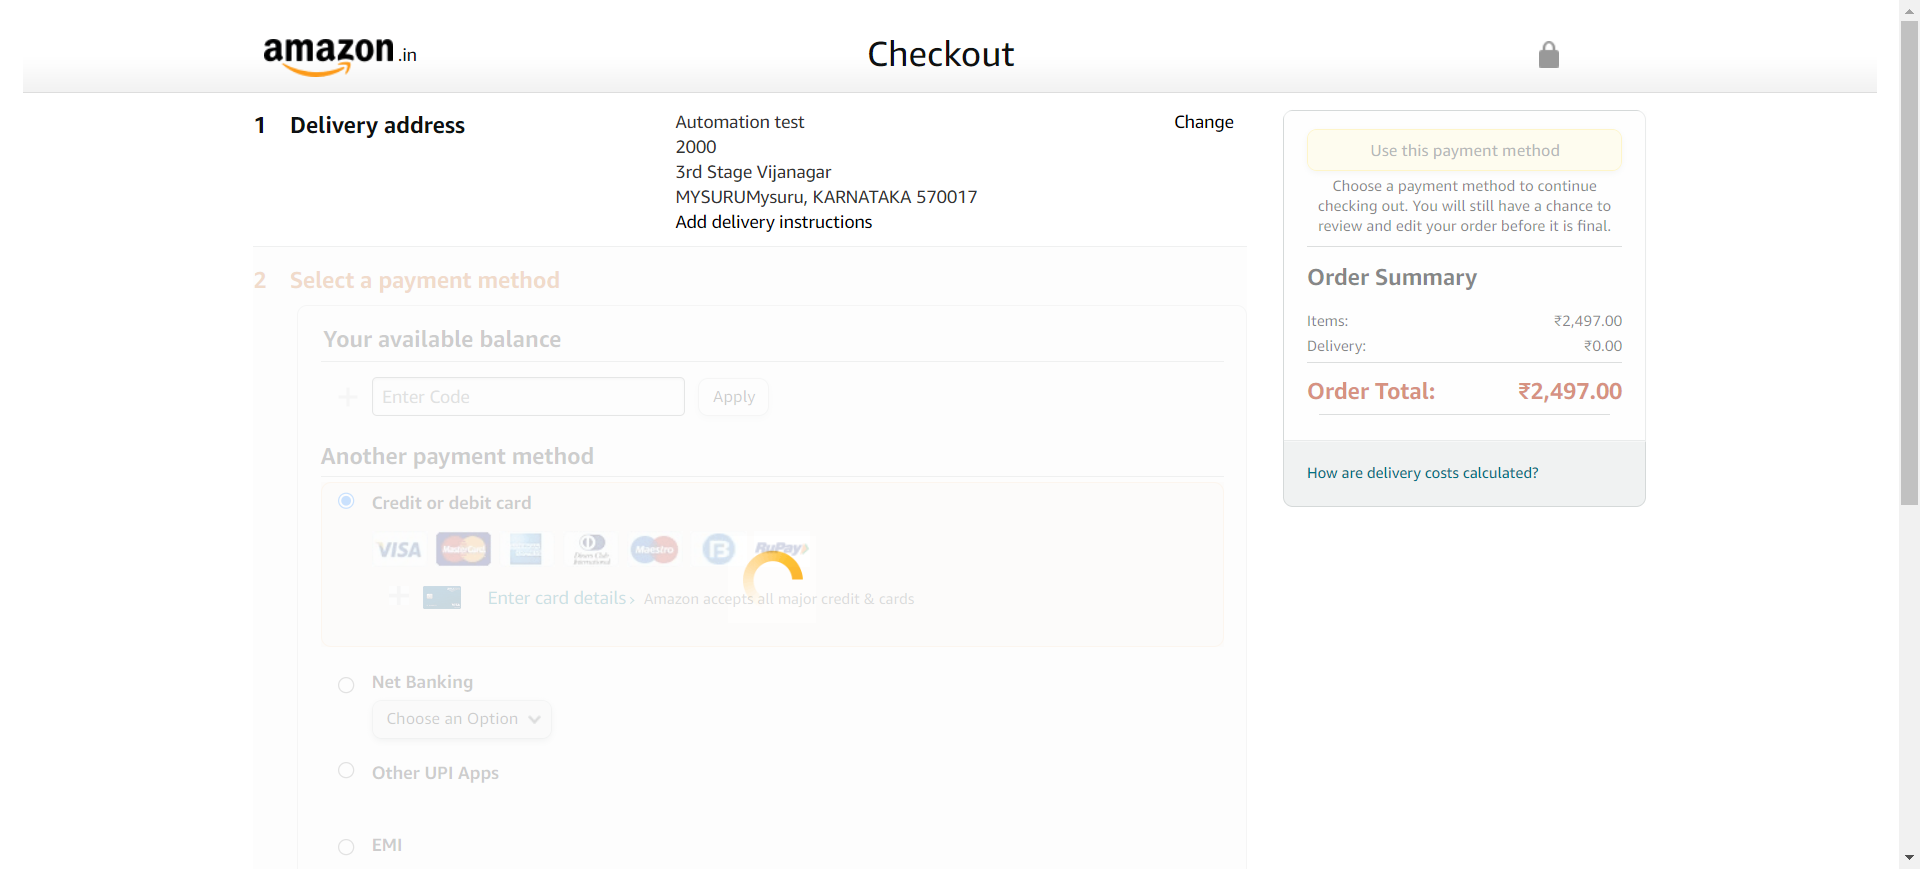 amazon.in
Checkout
1 Delivery address
Automation test
2000
3rd Stage Vijanagar
MYSURUMysuru, KARNATAKA 570017
Add delivery instructions
Change
2 Select a payment method
Your available balance
Enter Code
Apply
Another payment method
Credit or debit card
VISA
MasterCard
Diners Club
International
Maestro
RuPay
Enter card details ›
Amazon accepts all major credit & cards
Net Banking
Choose an Option
Other UPI Apps
EMI
Use this payment method
Choose a payment method to continue
checking out. You will still have a chance to
review and edit your order before it is final.
Order Summary
Items: ₹2,497.00
Delivery: ₹0.00
Order Total: ₹2,497.00
How are delivery costs calculated?